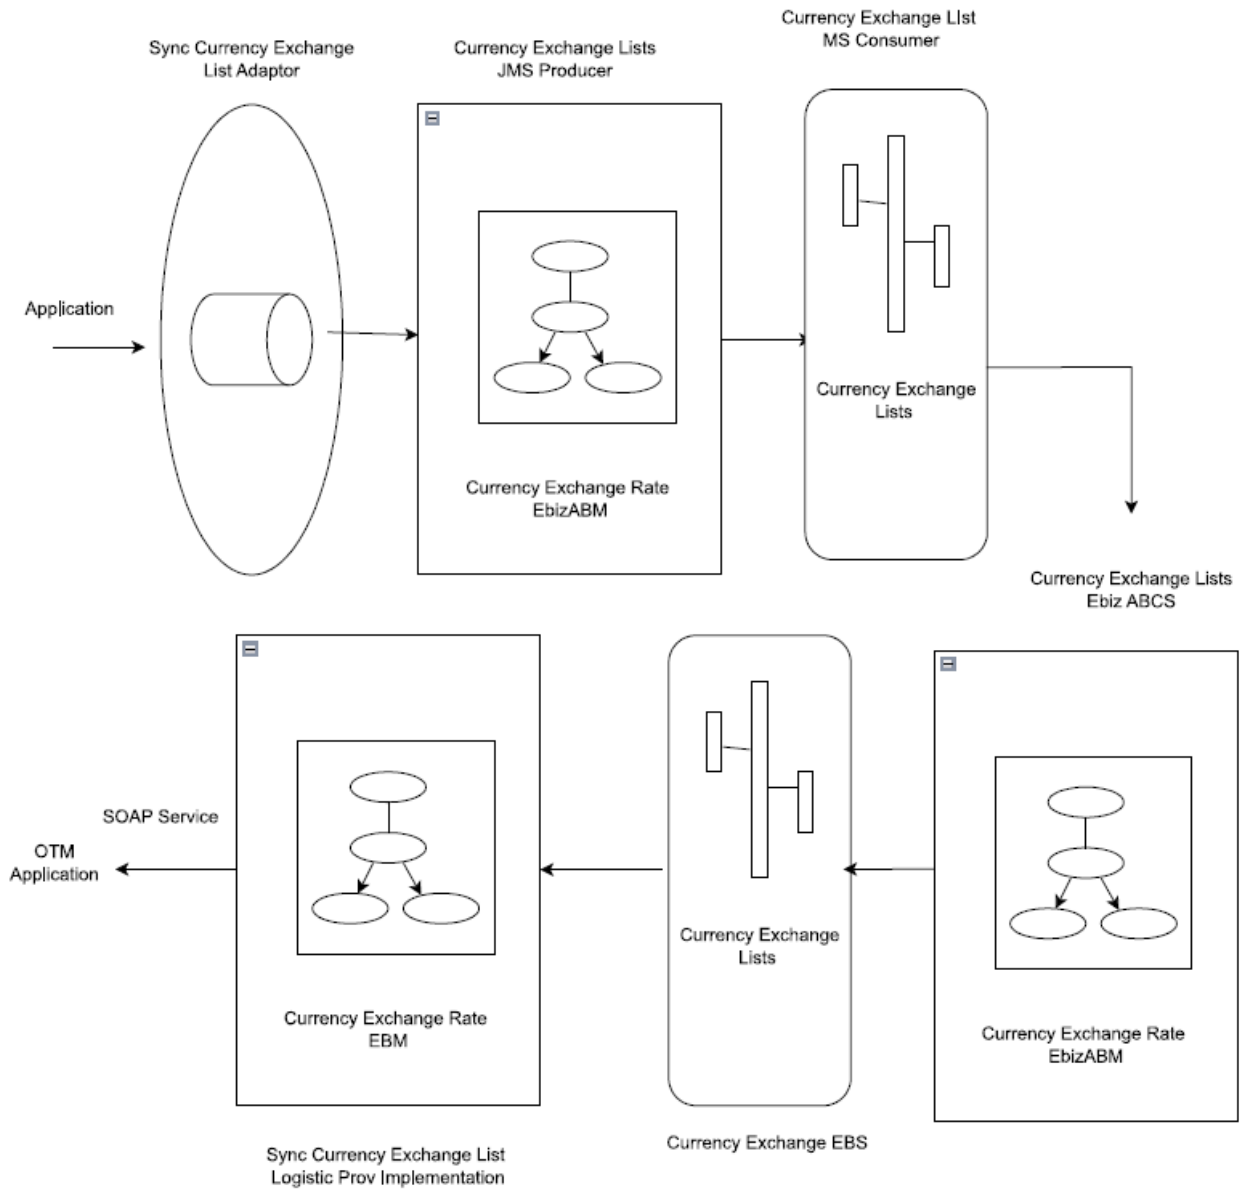 Sync Currency Exchange
List Adaptor
Currency Exchange Lists
JMS Producer
Currency Exchange LIst
MS Consumer
Application
Currency Exchange
Lists
Currency Exchange Rate
EbizABM
Currency Exchange Lists
Ebiz ABCS
SOAP Service
OTM
Application
Currency Exchange
Lists
Currency Exchange Rate
EBM
Currency Exchange Rate
EbizABM
Currency Exchange EBS
Sync Currency Exchange List
Logistic Prov Implementation